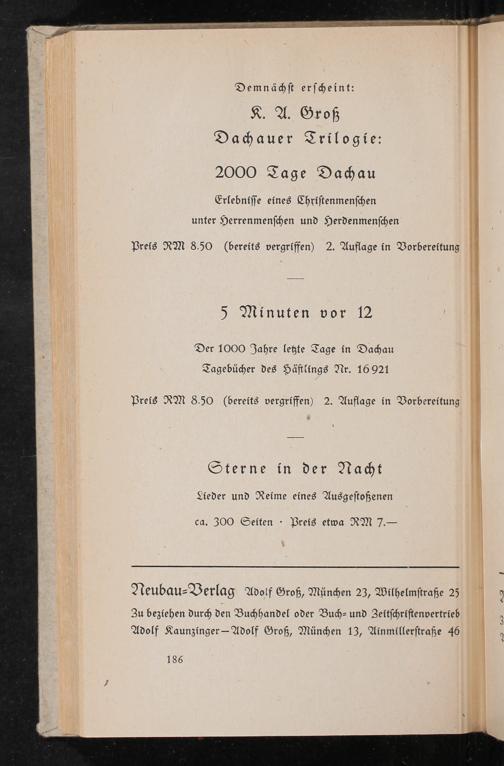 Demnächst erscheint:
K. A. Groß
Dachauer Trilogie:
2000 Tage Dachau
Erlebnisse eines Christenmenschen
unter Herrenmenschen und Herdenmenschen
Preis RM 8.50 (bereits vergriffen) 2. Auflage in Vorbereitung
5 Minuten vor 12
Der 1000 Jahre letzte Tage in Dachau
Tagebücher des Häftlings Nr. 16921
Preis RM 8.50 (bereits vergriffen) 2. Auflage in Vorbereitung
Sterne in der Nacht
Lieder und Reime eines Ausgestoßenen
ca. 300 Seiten · Preis etwa RM 7.—
Neubau-Verlag Adolf Groß, München 23, Wilhelmstraße 25
Zu beziehen durch den Buchhandel oder Buch- und Zeitschriftenvertrieb
Adolf Kaunzinger—Adolf Groß, München 13, Ainmillerstraße 46
186